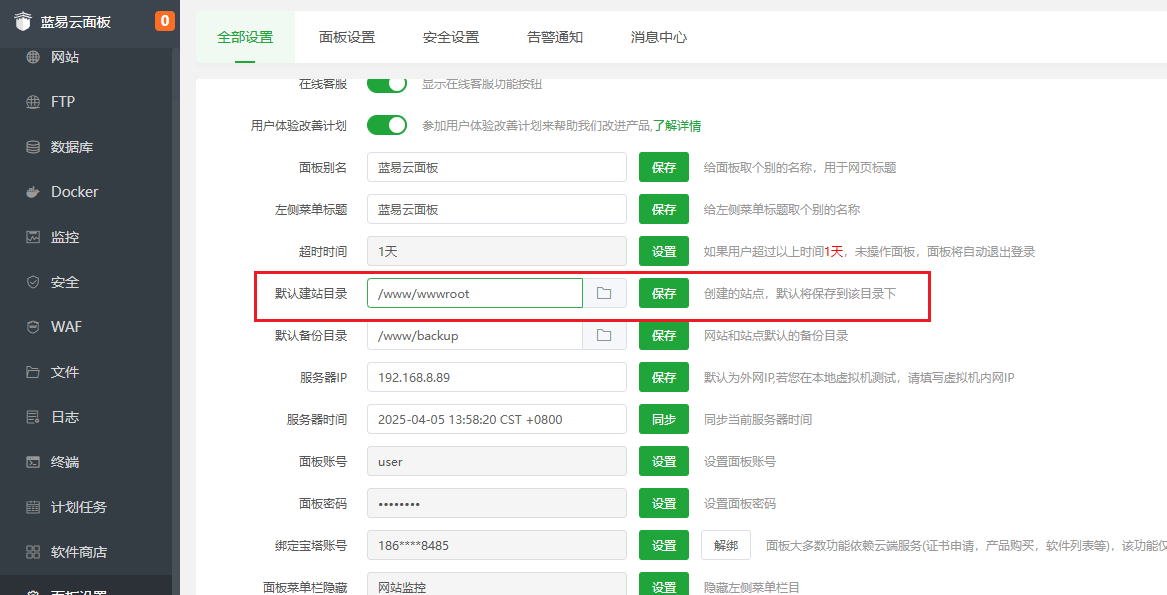 蓝易云面板
0
网站
FTP
数据库
Docker
监控
安全
WAF
文件
日志
终端
计划任务
软件商店
面板设置
全部设置 面板设置 安全设置 告警通知 消息中心
在线客服 显示在线客服功能按钮
用户体验改善计划 参加用户体验改善计划来帮助我们改进产品,了解详情
面板别名 蓝易云面板 保存 给面板取个别的名称，用于网页标题
左侧菜单标题 蓝易云面板 保存 给左侧菜单标题取个别的名称
超时时间 1天 设置 如果用户超过以上时间1天，未操作面板，面板将自动退出登录
默认建站目录 /www/wwwroot 保存 创建的站点，默认将保存到该目录下
默认备份目录 /www/backup 保存 网站和站点默认的备份目录
服务器IP 192.168.8.89 保存 默认为外网IP,若您在本地虚拟机测试，请填写虚拟机内网IP
服务器时间 2025-04-05 13:58:20 CST +0800 同步 同步当前服务器时间
面板账号 user 设置 设置面板账号
面板密码 •••••••• 设置 设置面板密码
绑定宝塔账号 186****8485 设置 解绑 面板大多数功能依赖云端服务(证书申请，产品购买，软件列表等)，该功能仅
面板菜单栏隐藏 网站监控 设置 隐藏左侧菜单栏目